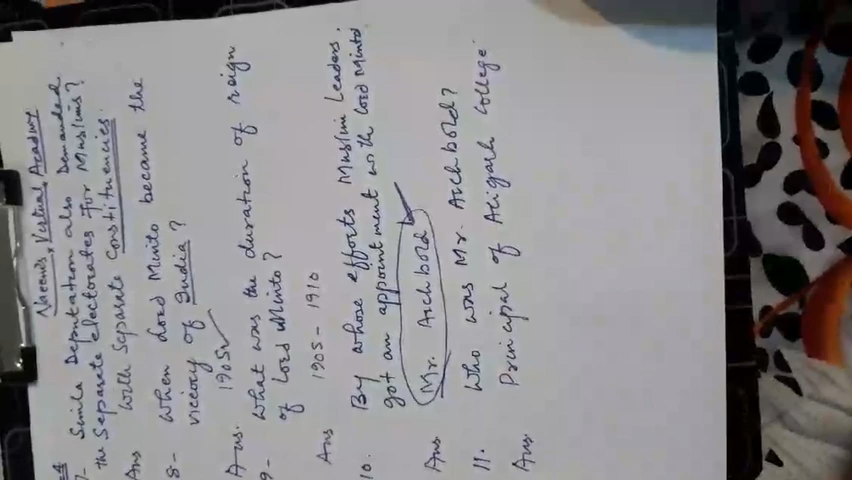 Naeem's Virtual Academy
7- Simla Deputation also Demanded
the Separate electorates for Muslims?
Ans With Separate Constituencies.
8- When Lord Minto became the
viceroy of India?
Ans. 1905
9- What was the duration of reign
of Lord Minto?
Ans 1905 - 1910
10. By whose efforts Muslim Leaders.
got an appointment with Lord Minto
Ans Mr. Archbold
11. Who was Mr. Archbold?
Ans Principal of Aligarh College